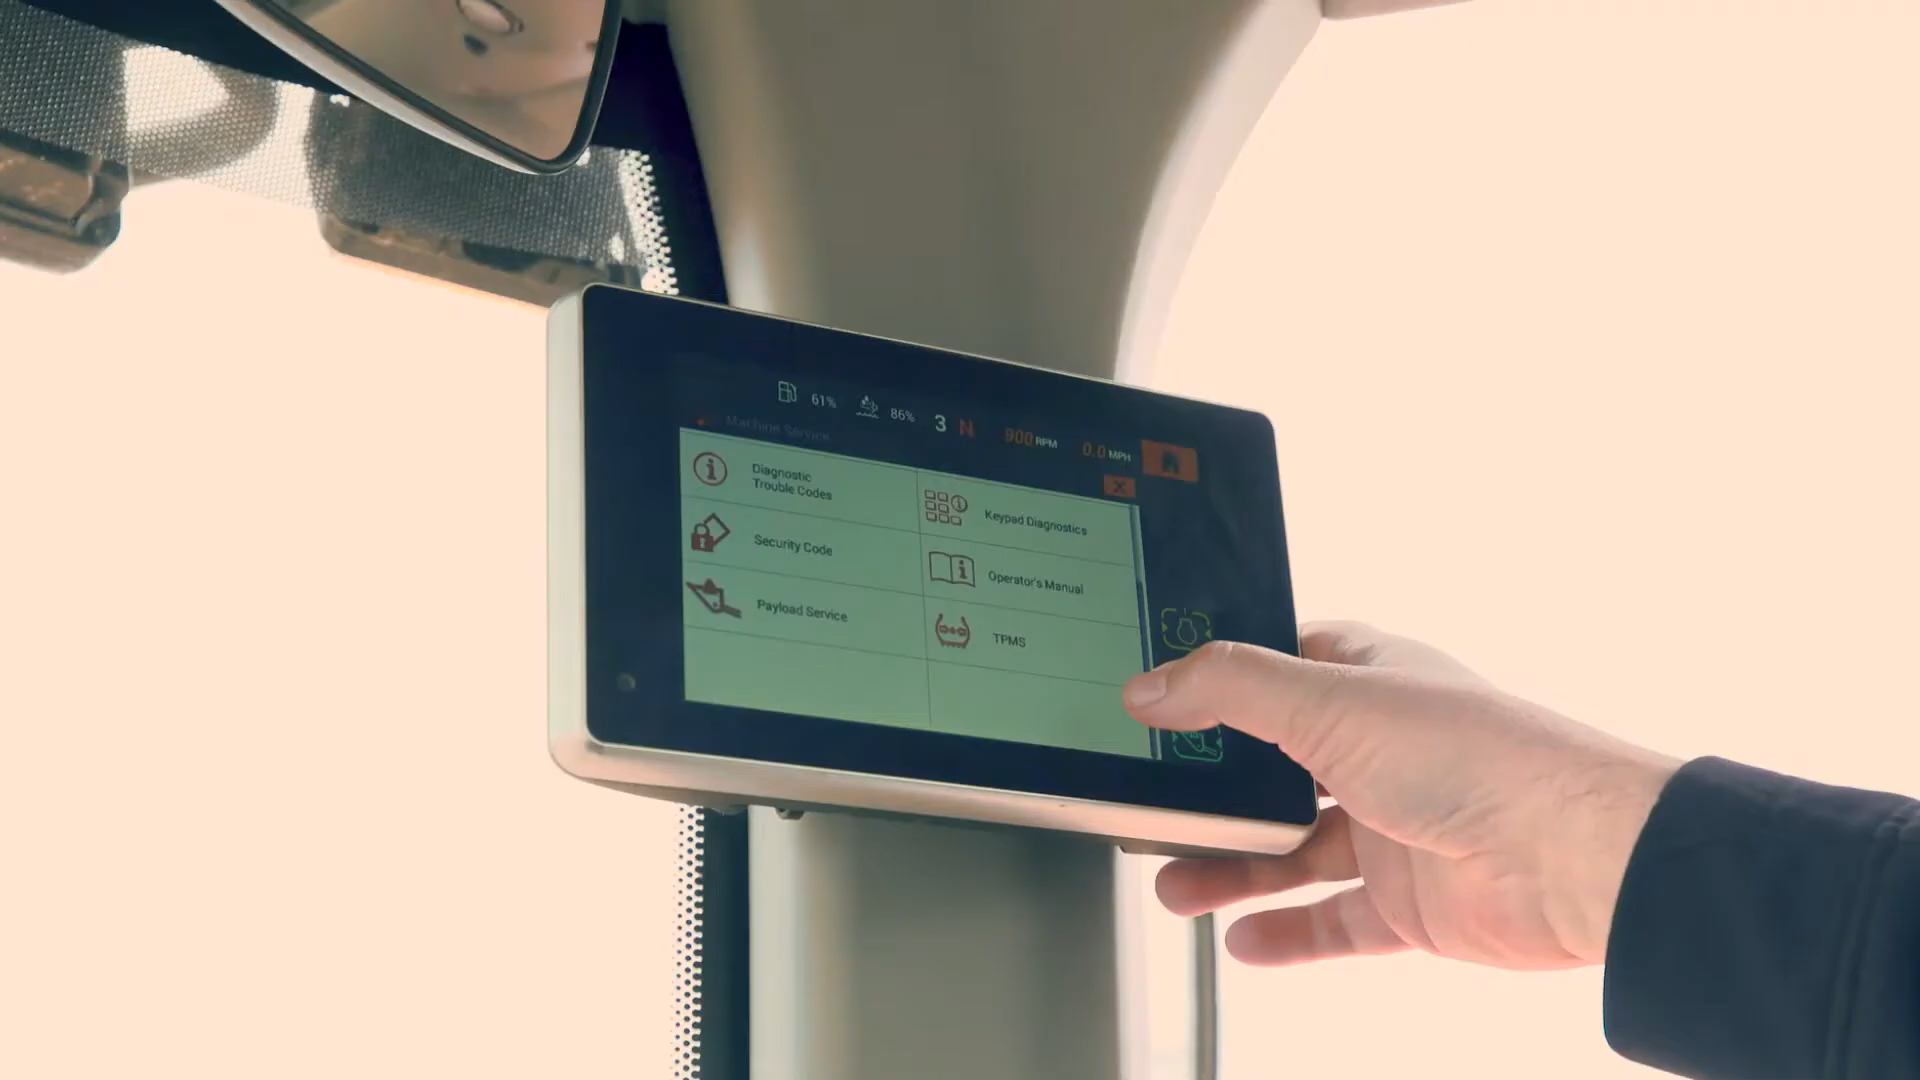 61% 86% 3 N 900 RPM 0.0 MPH
Machine Service
Diagnostic
Trouble Codes
Keypad Diagnostics
Security Code
Operator's Manual
Payload Service
TPMS